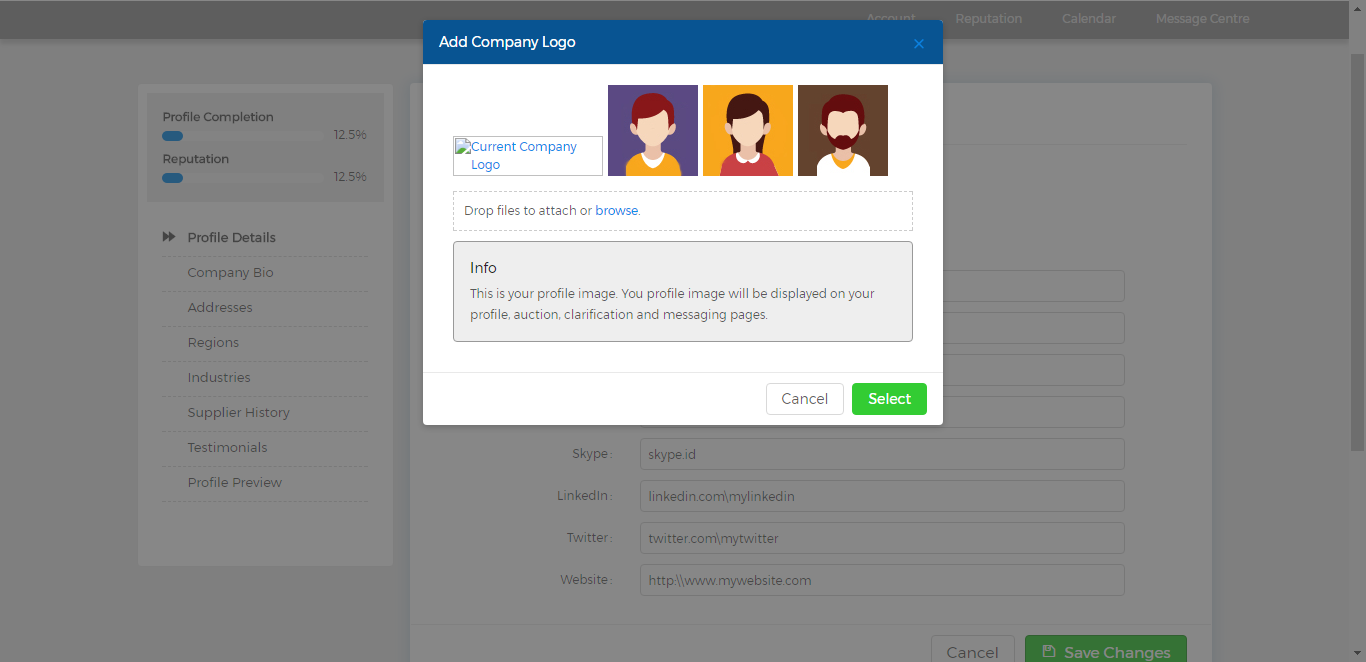 Account Reputation Calendar Message Centre
Add Company Logo ×
Current Company
Logo
Drop files to attach or browse.
Info
This is your profile image. You profile image will be displayed on your
profile, auction, clarification and messaging pages.
Cancel Select
Profile Completion
12.5%
Reputation
12.5%
Profile Details
Company Bio
Addresses
Regions
Industries
Supplier History
Testimonials
Profile Preview
Skype: skype.id
LinkedIn: linkedin.com\mylinkedin
Twitter: twitter.com\mytwitter
Website: http:\\www.mywebsite.com
Cancel Save Changes